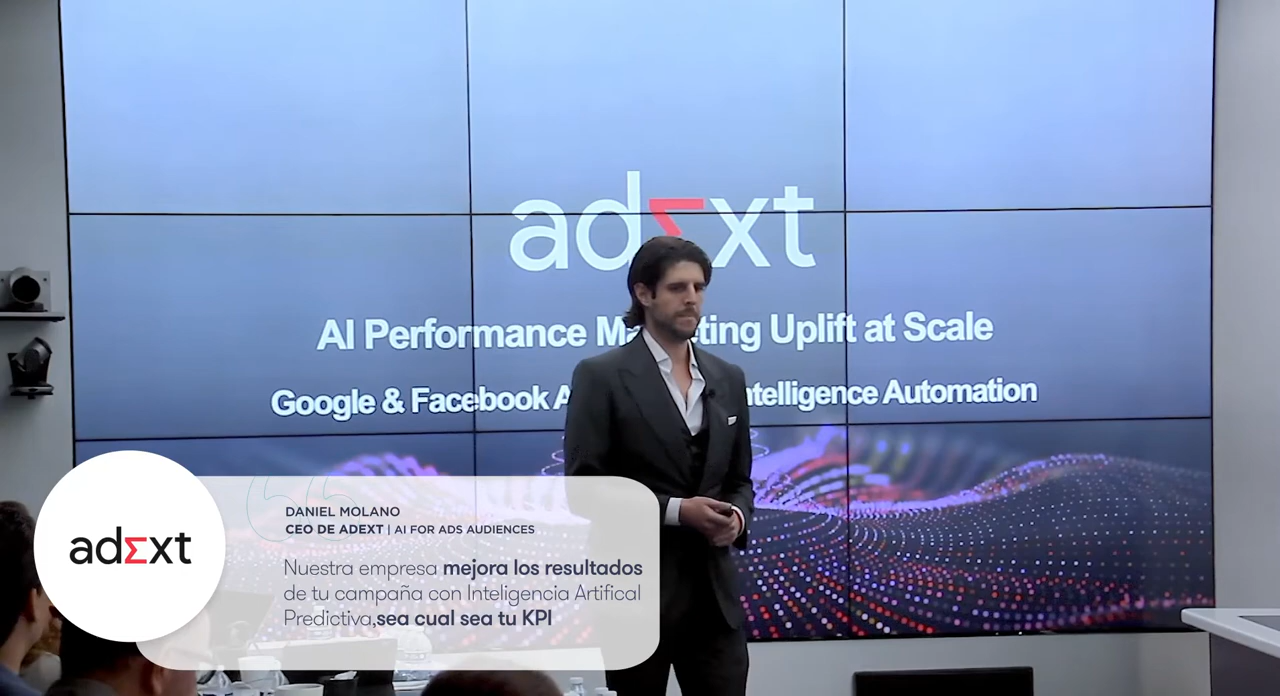 adΣxt
AI Performance Ma ting Uplift at Scale
Google & Facebook A ntelligence Automation
adΣxt
DANIEL MOLANO
CEO DE ADEXT | AI FOR ADS AUDIENCES
Nuestra empresa mejora los resultados
de tu campaña con Inteligencia Artifical
Predictiva,sea cual sea tu KPI